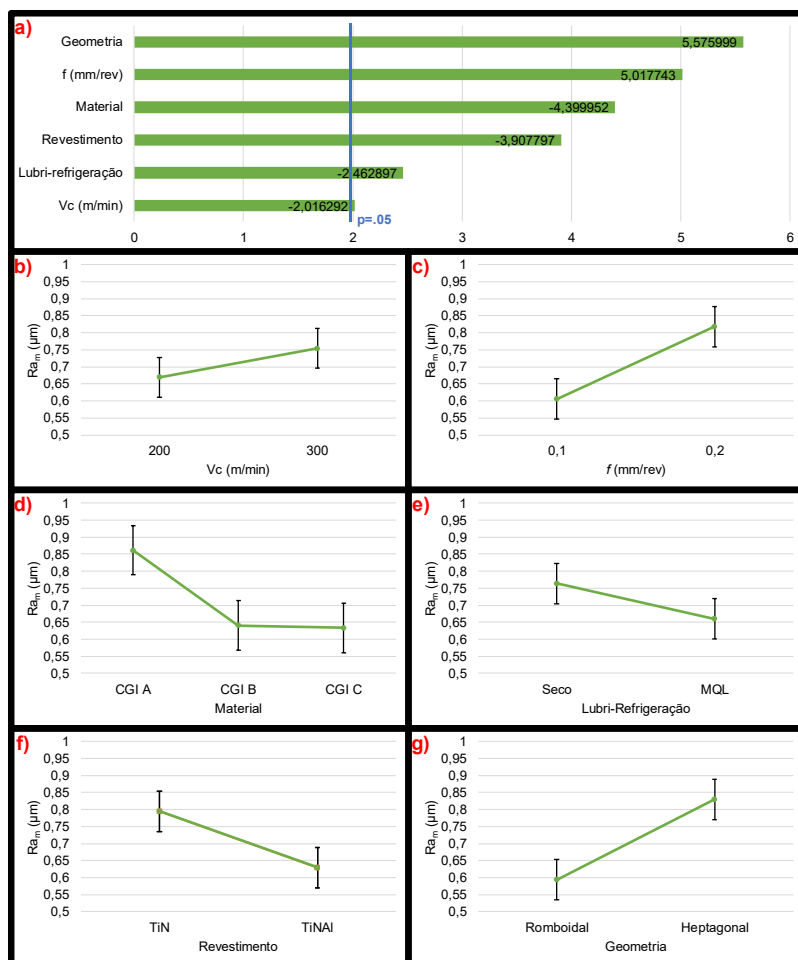 a)
Geometria
5,575999
f (mm/rev)
5,017743
Material
-4,399952
Revestimento
-3,907797
Lubri-refrigeração
-2,462897
Vc (m/min)
-2,016292
p=.05
0 1 2 3 4 5 6
b)
1
0,95
0,9
0,85
0,8
0,75
0,7
0,65
0,6
0,55
0,5
Ra_m (µm)
200 300
Vc (m/min)
c)
1
0,95
0,9
0,85
0,8
0,75
0,7
0,65
0,6
0,55
0,5
Ra_m (µm)
0,1 0,2
f (mm/rev)
d)
1
0,95
0,9
0,85
0,8
0,75
0,7
0,65
0,6
0,55
0,5
Ra_m (µm)
CGI A CGI B CGI C
Material
e)
1
0,95
0,9
0,85
0,8
0,75
0,7
0,65
0,6
0,55
0,5
Ra_m (µm)
Seco MQL
Lubri-Refrigeração
f)
1
0,95
0,9
0,85
0,8
0,75
0,7
0,65
0,6
0,55
0,5
Ra_m (µm)
TiN TiNAl
Revestimento
g)
1
0,95
0,9
0,85
0,8
0,75
0,7
0,65
0,6
0,55
0,5
Ra_m (µm)
Romboidal Heptagonal
Geometria